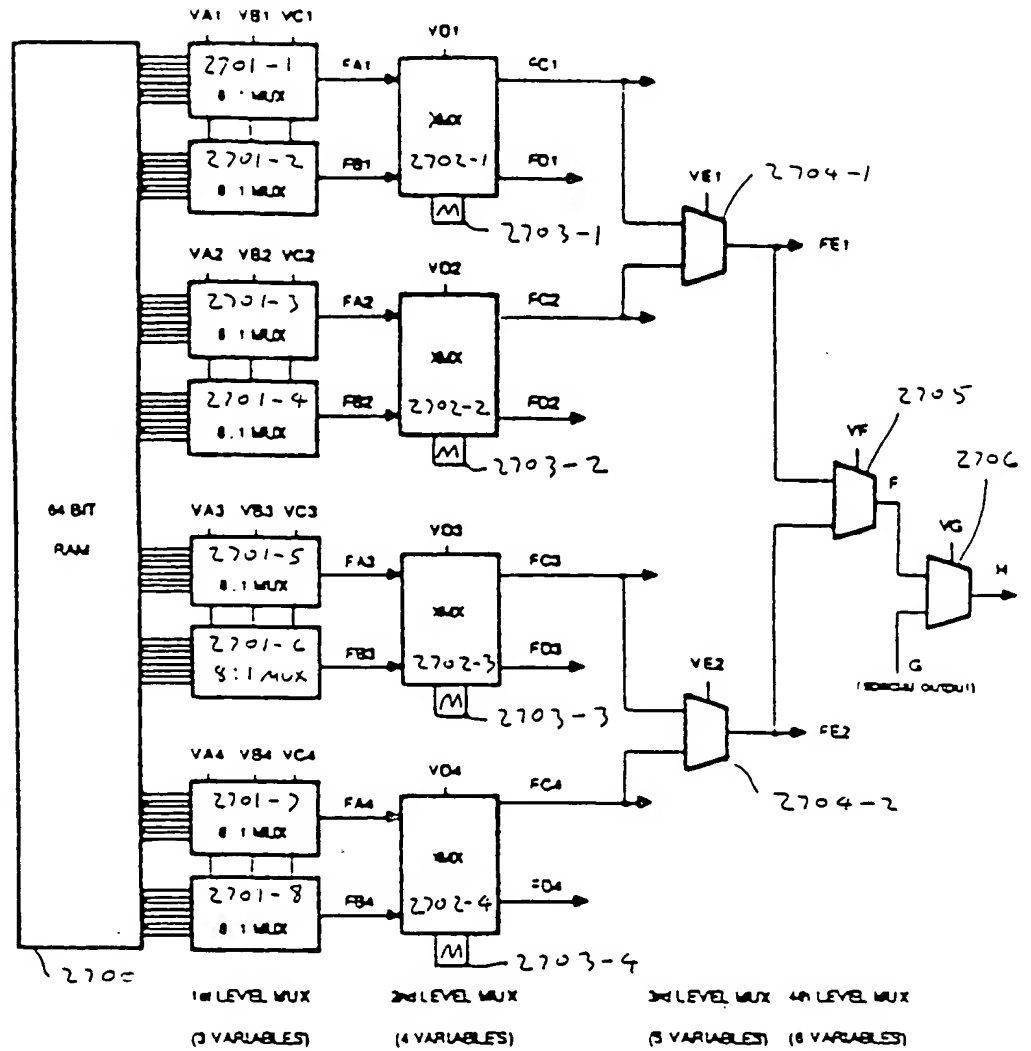 VA1 VB1 VC1
VD1
2701-1
8:1 MUX
FA1
FC1
XMUX
2701-2
8:1 MUX
FB1
2702-1
FD1
M
2703-1
VE1
2704-1
FE1
VA2 VB2 VC2
VD2
2701-3
8:1 MUX
FA2
FC2
XMUX
2701-4
8.1 MUX
FB2
2702-2
FD2
M
2703-2
2705
VF
F
2706
VG
H
G
64 BIT
RAM
VA3 VB3 VC3
VD3
2701-5
8.1 MUX
FA3
FC3
XMUX
2701-6
8:1 MUX
FB3
2702-3
FD3
M
2703-3
VE2
FE2
2704-2
VA4 VB4 VC4
VD4
2701-7
8:1 MUX
FA4
FC4
XMUX
2701-8
8:1 MUX
FB4
2702-4
FD4
M
2703-4
1st LEVEL MUX
2nd LEVEL MUX
3rd LEVEL MUX
4th LEVEL MUX
(3 VARIABLES)
(4 VARIABLES)
(5 VARIABLES)
(6 VARIABLES)